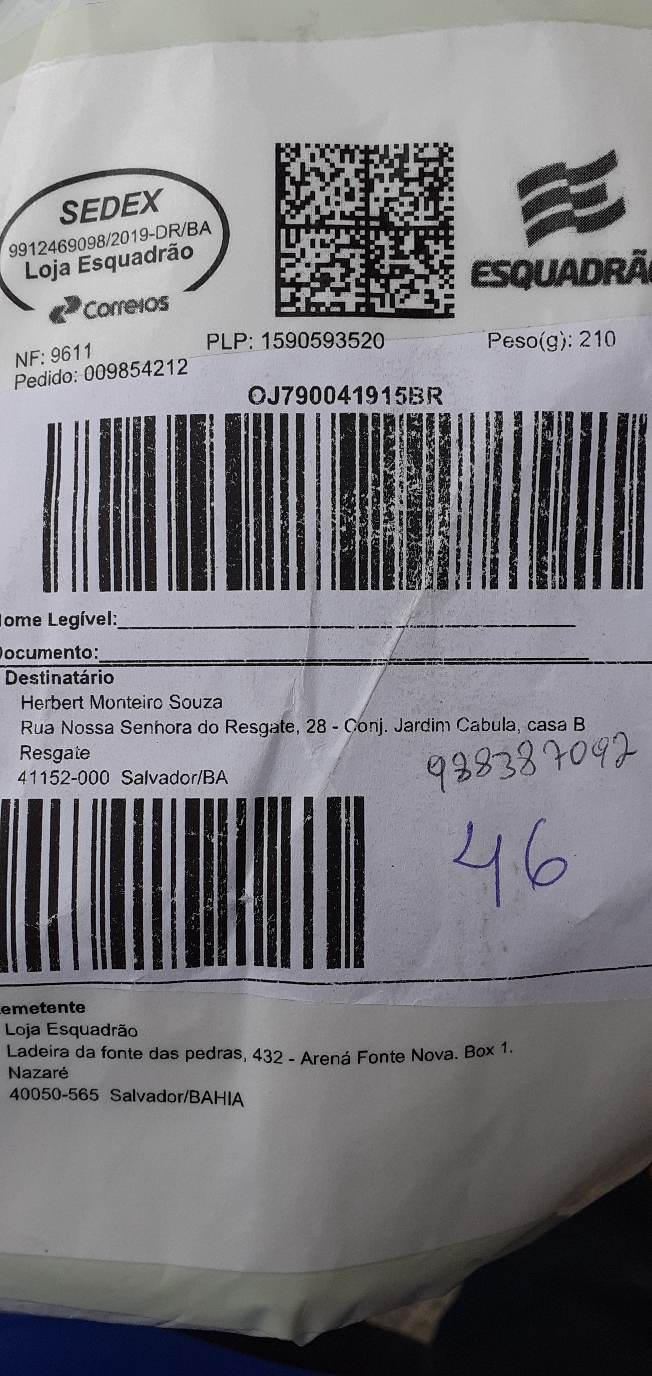 SEDEX
9912469098/2019-DR/BA
Loja Esquadrão
Correios
ESQUADRÃ
NF: 9611
PLP: 1590593520
Peso(g): 210
Pedido: 009854212
OJ790041915BR
ome Legível:
ocumento:
Destinatário
Herbert Monteiro Souza
Rua Nossa Senhora do Resgate, 28 - Conj. Jardim Cabula, casa B
Resgate
41152-000 Salvador/BA
988387097
46
emetente
Loja Esquadrão
Ladeira da fonte das pedras, 432 - Arená Fonte Nova. Box 1.
Nazaré
40050-565 Salvador/BAHIA